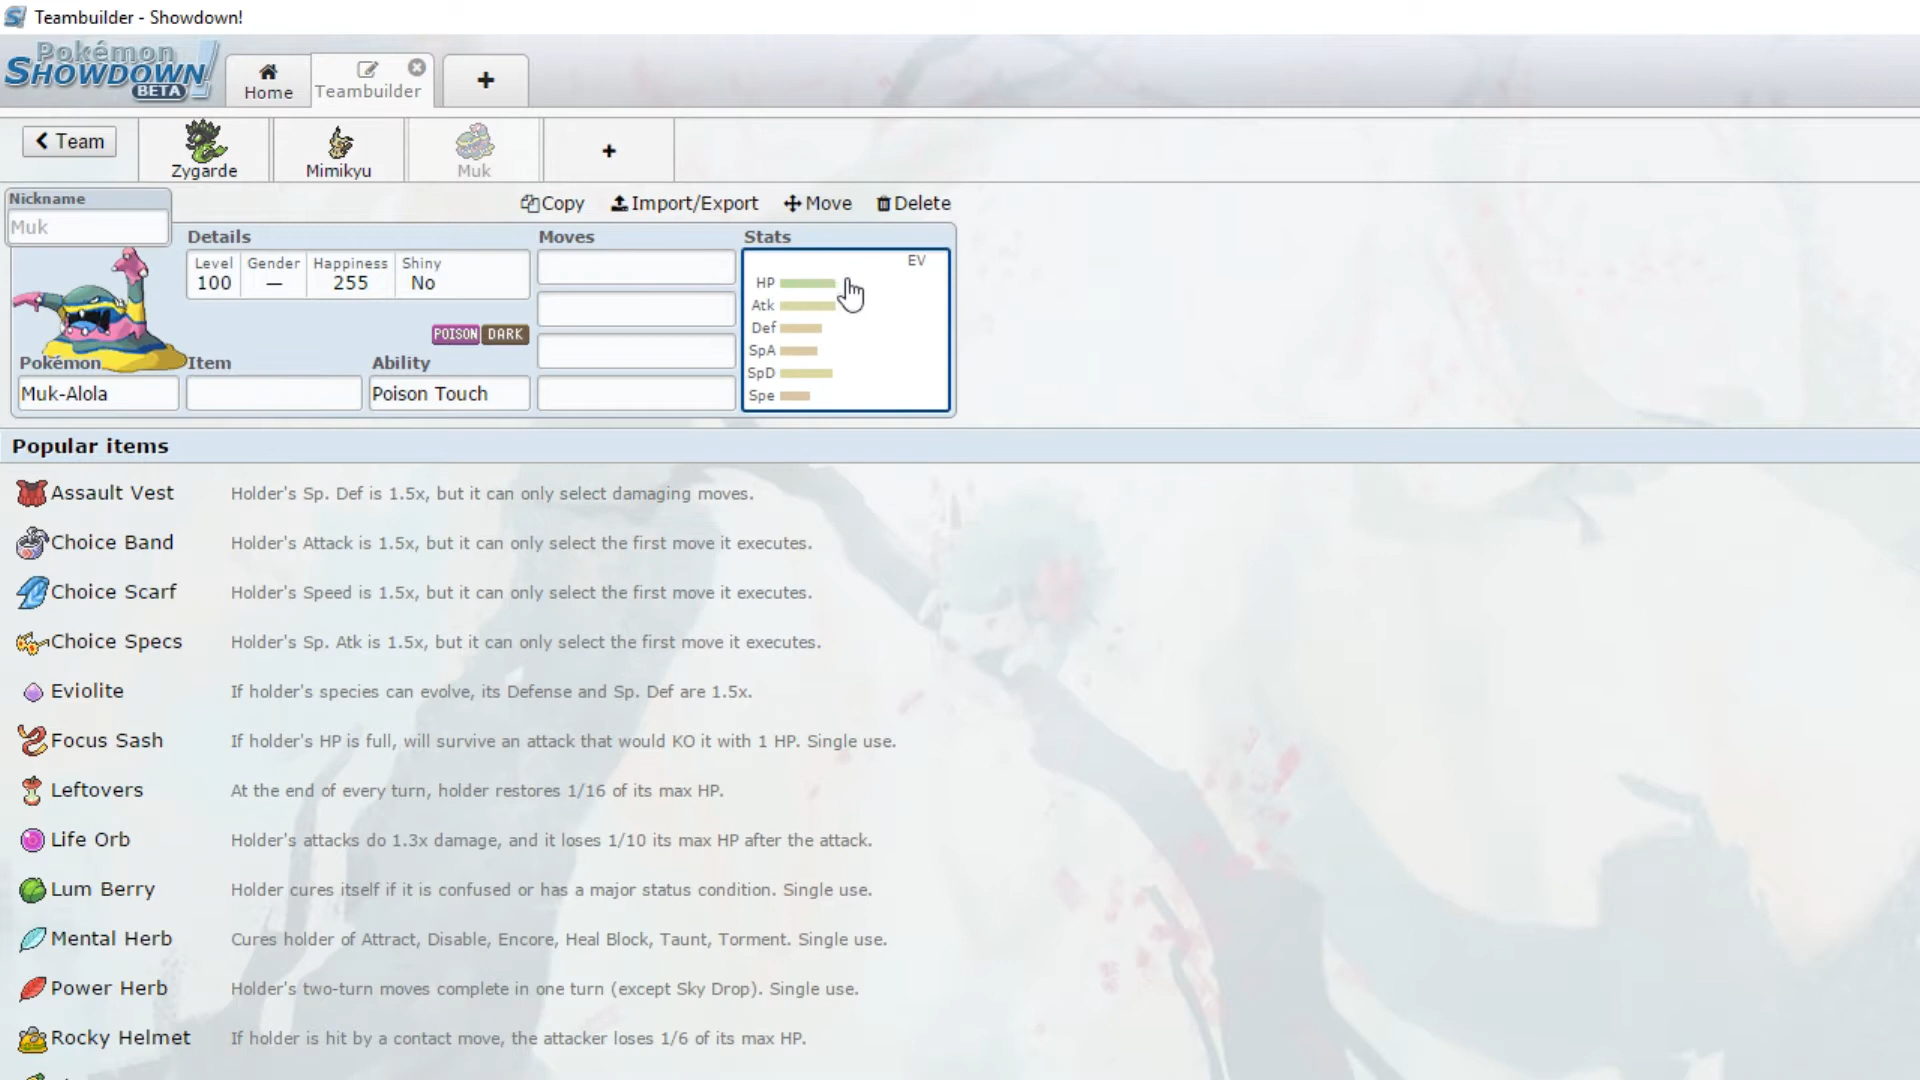 Teambuilder - Showdown!
Pokémon
SHOWDOWN!
BETA
Home
Teambuilder
+
Team
Zygarde
Mimikyu
Muk
+
Nickname
Muk
Copy
Import/Export
Move
Delete
Details
Moves
Stats
Level
Gender
Happiness
Shiny
100
—
255
No
EV
HP
Atk
Def
SpA
SpD
Spe
POISON
DARK
Pokémon
Item
Ability
Muk-Alola
Poison Touch
Popular items
Assault Vest Holder's Sp. Def is 1.5x, but it can only select damaging moves.
Choice Band Holder's Attack is 1.5x, but it can only select the first move it executes.
Choice Scarf Holder's Speed is 1.5x, but it can only select the first move it executes.
Choice Specs Holder's Sp. Atk is 1.5x, but it can only select the first move it executes.
Eviolite If holder's species can evolve, its Defense and Sp. Def are 1.5x.
Focus Sash If holder's HP is full, will survive an attack that would KO it with 1 HP. Single use.
Leftovers At the end of every turn, holder restores 1/16 of its max HP.
Life Orb Holder's attacks do 1.3x damage, and it loses 1/10 its max HP after the attack.
Lum Berry Holder cures itself if it is confused or has a major status condition. Single use.
Mental Herb Cures holder of Attract, Disable, Encore, Heal Block, Taunt, Torment. Single use.
Power Herb Holder's two-turn moves complete in one turn (except Sky Drop). Single use.
Rocky Helmet If holder is hit by a contact move, the attacker loses 1/6 of its max HP.